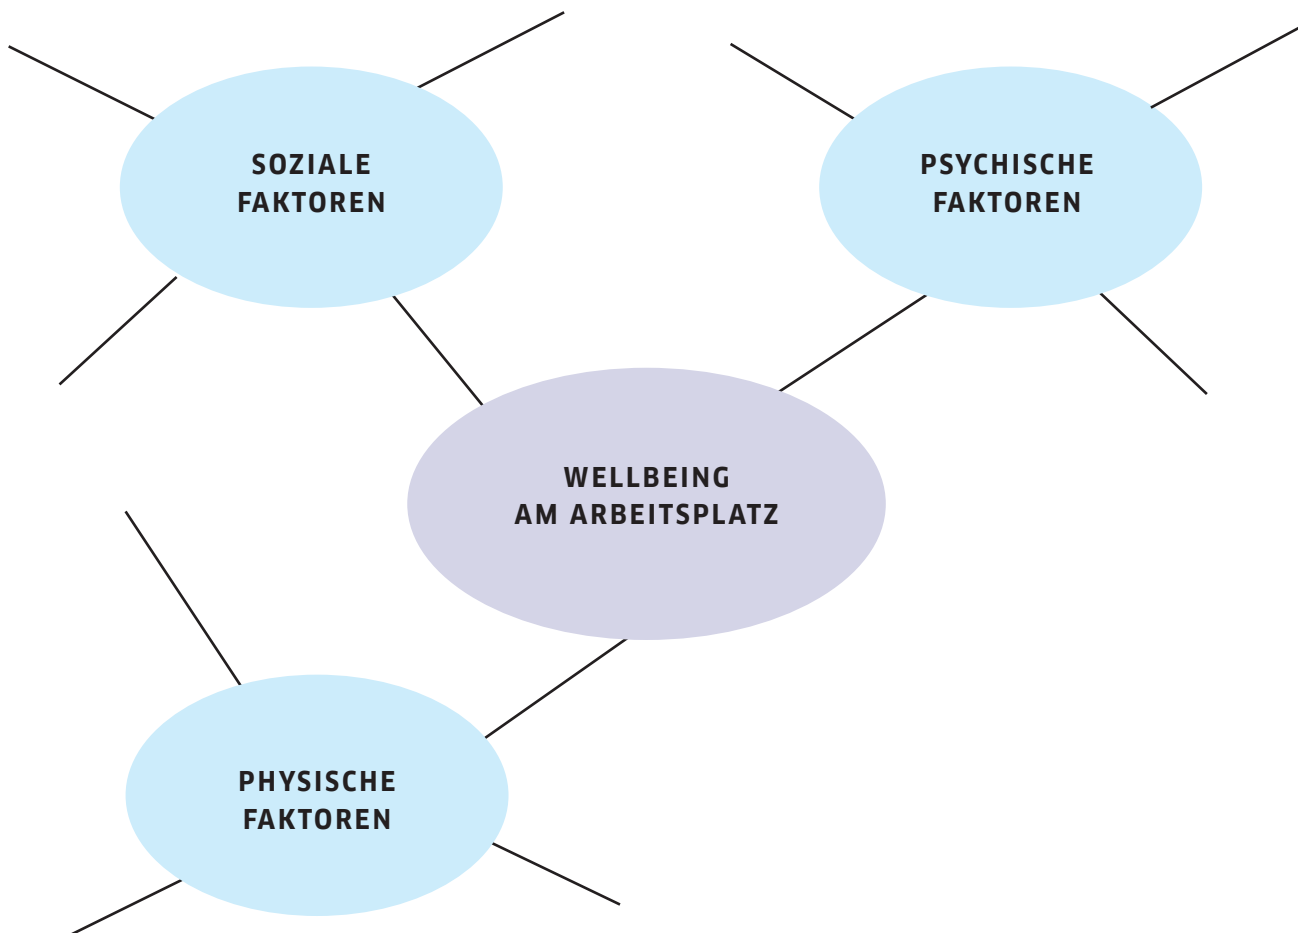 SOZIALE
FAKTOREN
PSYCHISCHE
FAKTOREN
WELLBEING
AM ARBEITSPLATZ
PHYSISCHE
FAKTOREN